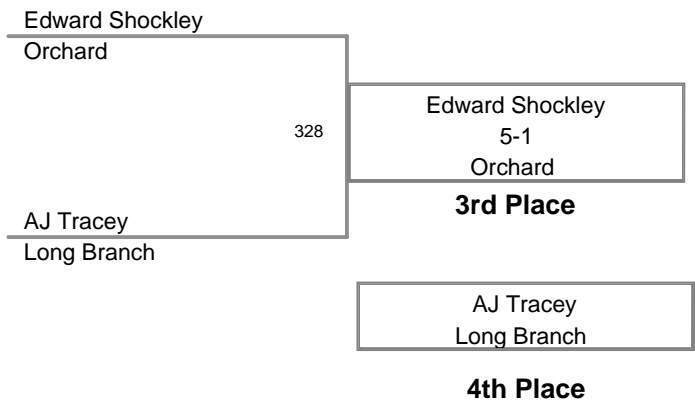 Edward Shockley
Orchard
328
Edward Shockley
5-1
Orchard
3rd Place
AJ Tracey
Long Branch
AJ Tracey
Long Branch
4th Place